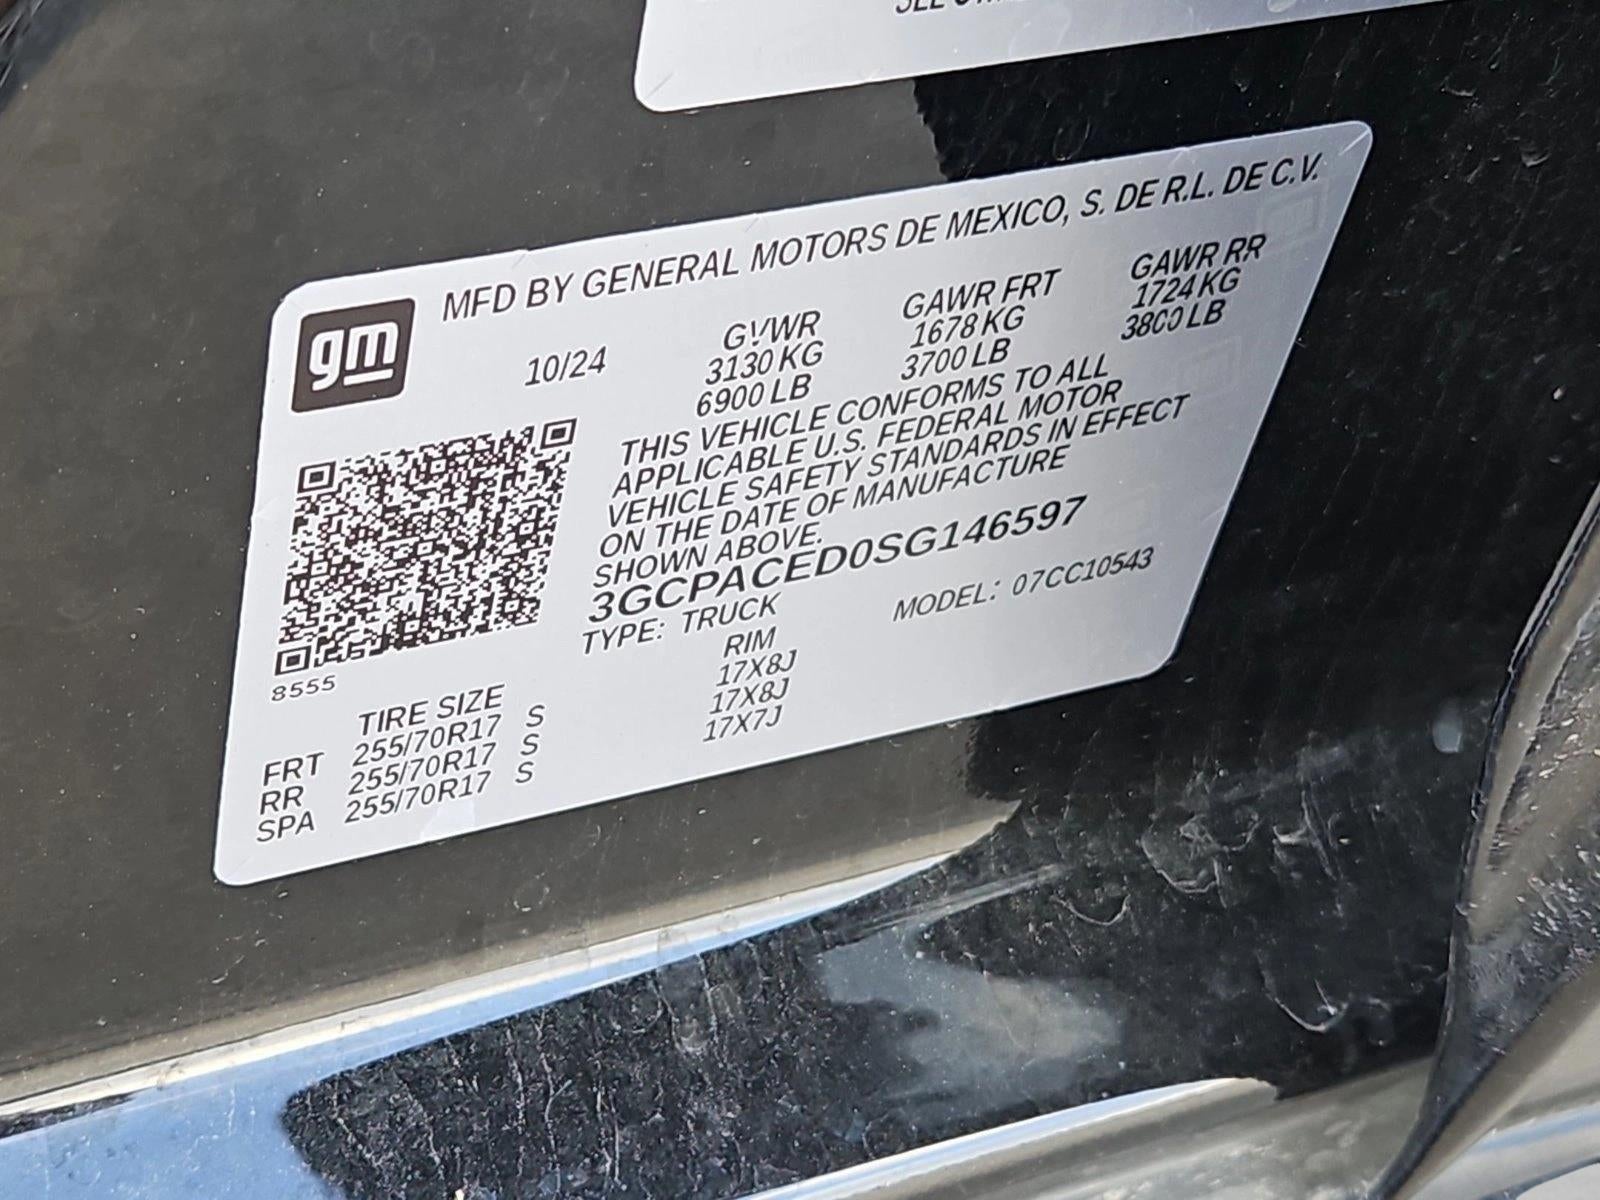 MFD BY GENERAL MOTORS DE MEXICO, S. DE R.L. DE C.V.
gm
10/24
GVWR GAWR FRT GAWR RR
3130 KG 1678 KG 1724 KG
6900 LB 3700 LB 3800 LB
THIS VEHICLE CONFORMS TO ALL
APPLICABLE U.S. FEDERAL MOTOR
VEHICLE SAFETY STANDARDS IN EFFECT
ON THE DATE OF MANUFACTURE
SHOWN ABOVE.
3GCPACED0SG146597
TYPE: TRUCK MODEL: 07CC10543
8555
TIRE SIZE RIM
FRT 255/70R17 S 17X8J
RR 255/70R17 S 17X8J
SPA 255/70R17 S 17X7J